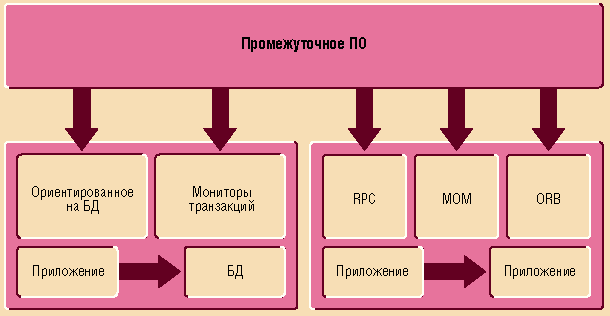 Промежуточное ПО
Ориентированное
на БД
Мониторы
транзакций
RPC
MOM
ORB
Приложение
БД
Приложение
Приложение